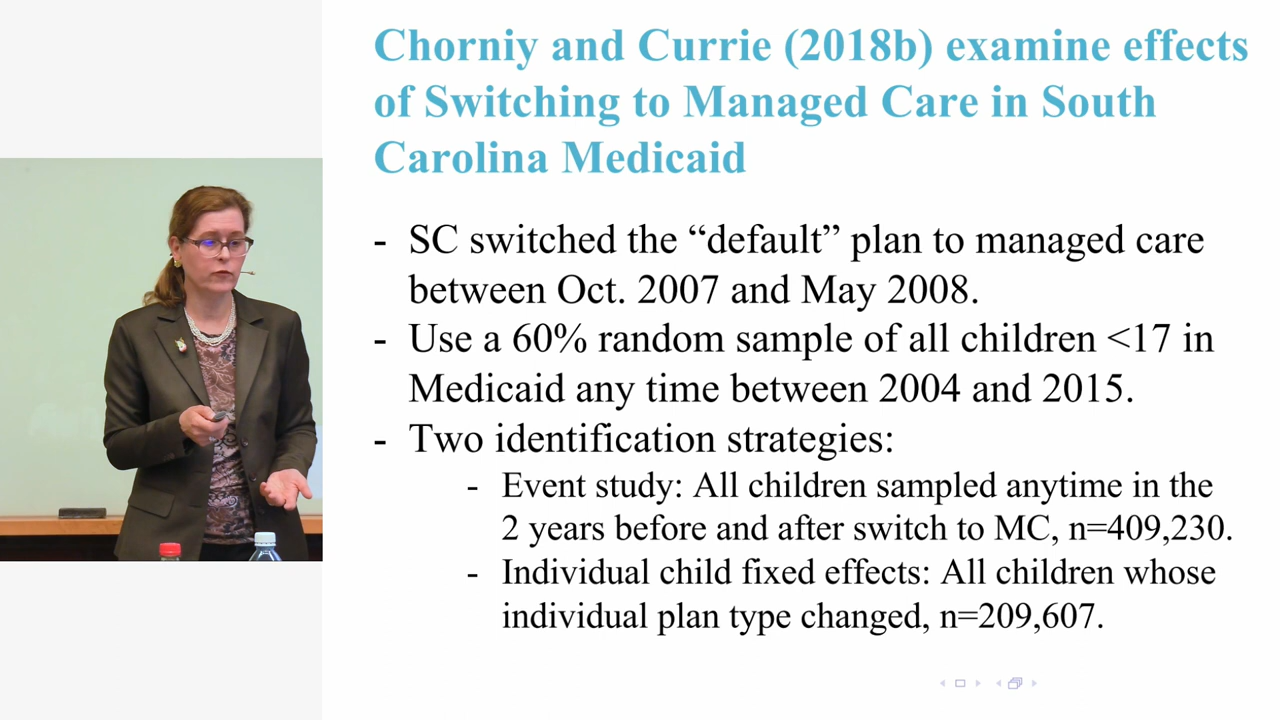 Chorniy and Currie (2018b) examine effects
of Switching to Managed Care in South
Carolina Medicaid
- SC switched the “default” plan to managed care
between Oct. 2007 and May 2008.
- Use a 60% random sample of all children <17 in
Medicaid any time between 2004 and 2015.
- Two identification strategies:
- Event study: All children sampled anytime in the
2 years before and after switch to MC, n=409,230.
- Individual child fixed effects: All children whose
individual plan type changed, n=209,607.